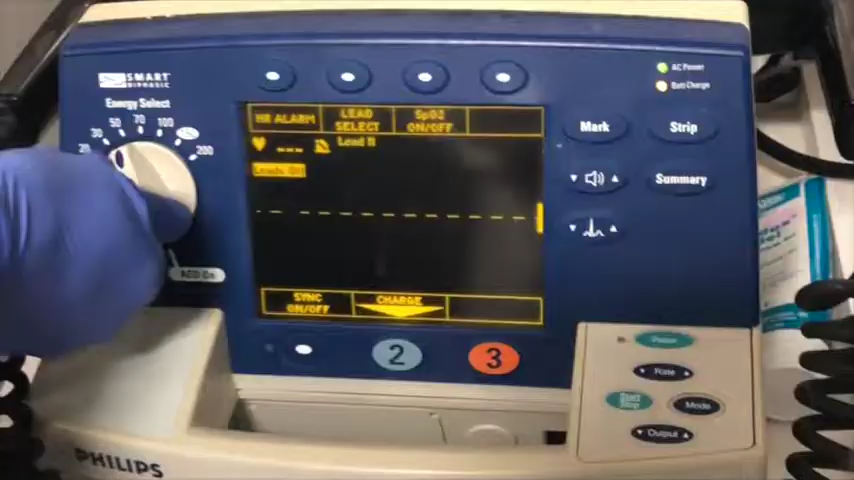 SMART
BIPHASIC
Energy Select
30
50
70
100
200
AED On
HR ALARM
LEAD
SELECT
SpO2
ON/OFF
---
Lead II
Leads Off
SYNC
ON/OFF
CHARGE
2
3
AC Power
Batt Charge
Mark
Strip
Summary
Pacer
Rate
Start
Stop
Mode
Output
PHILIPS